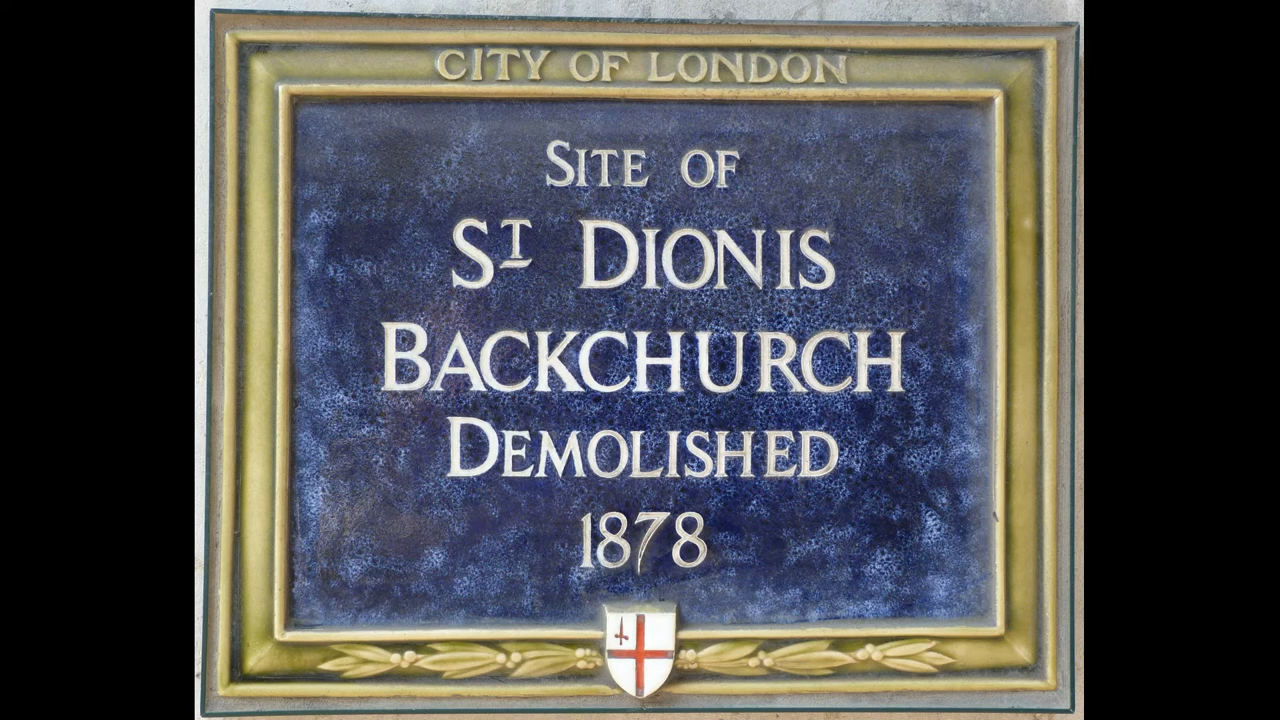 CITY OF LONDON
SITE OF
ST DIONIS
BACKCHURCH
DEMOLISHED
1878